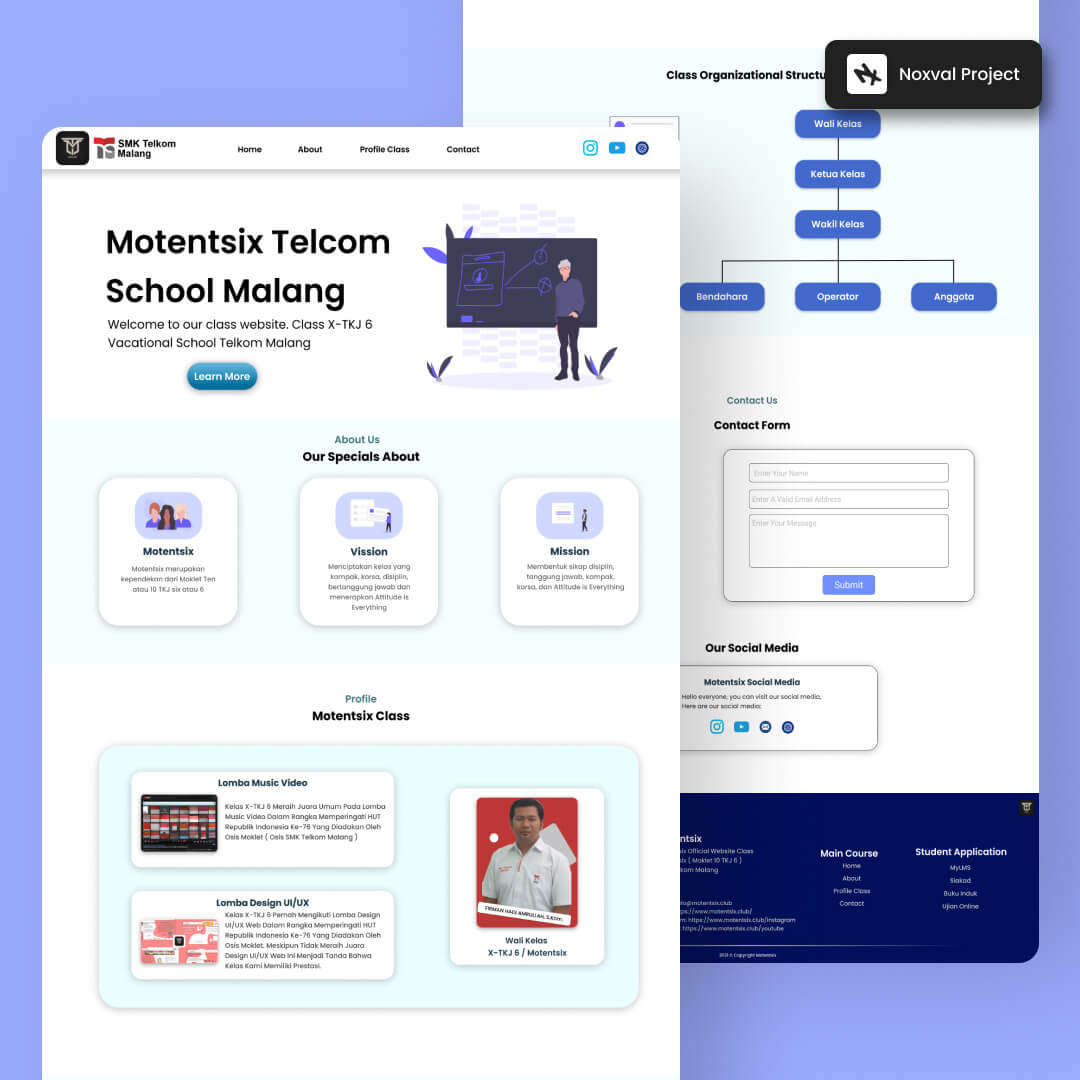 Noxval Project
SMK Telkom
Malang
Home
About
Profile Class
Contact
Motentsix Telcom
School Malang
Welcome to our class website. Class X-TKJ 6
Vacational School Telkom Malang
Learn More
About Us
Our Specials About
Motentsix
Motentsix merupakan
kependekan dari Moklet Ten
atau 10 TKJ six atau 6
Vission
Menciptakan kelas yang
kompak, korsa, disiplin,
bertanggung jawab dan
menerapkan Attitude is
Everything
Mission
Membentuk sikap disiplin,
tanggung jawab, kompak,
korsa, dan Attitude is Everything
Profile
Motentsix Class
Lomba Music Video
Kelas X-TKJ 6 Meraih Juara Umum Pada Lomba
Music Video Dalam Rangka Memperingati HUT
Republik Indonesia Ke-76 Yang Diadakan Oleh
Osis Moklet ( Osis SMK Telkom Malang )
Lomba Design UI/UX
Kelas X-TKJ 6 Pernah Mengikuti Lomba Design
UI/UX Web Dalam Rangka Memperingati HUT
Republik Indonesia Ke-76 Yang Diadakan Oleh
Osis Moklet. Meskipun Tidak Meraih Juara
Design UI/UX Web Ini Menjadi Tanda Bahwa
Kelas Kami Memiliki Prestasi.
Wali Kelas
X-TKJ 6 / Motentsix
Class Organizational Structu
Wali Kelas
Ketua Kelas
Wakil Kelas
Bendahara
Operator
Anggota
Contact Us
Contact Form
Enter Your Name
Enter A Valid Email Address
Enter Your Message
Submit
Our Social Media
Motentsix Social Media
Hello everyone, you can visit our social media,
Here are our social media:
ntsix
six Official Website Class
six ( Moklet 10 TKJ 6 )
kom Malang
nfo@motentsix.club
ps://www.motentsix.club/
m: https://www.motentsix.club/instagram
: https://www.motentsix.club/youtube
Main Course
Home
About
Profile Class
Contact
Student Application
MyLMS
Siakad
Buku Induk
Ujian Online
2021 © Copyright Motentsix